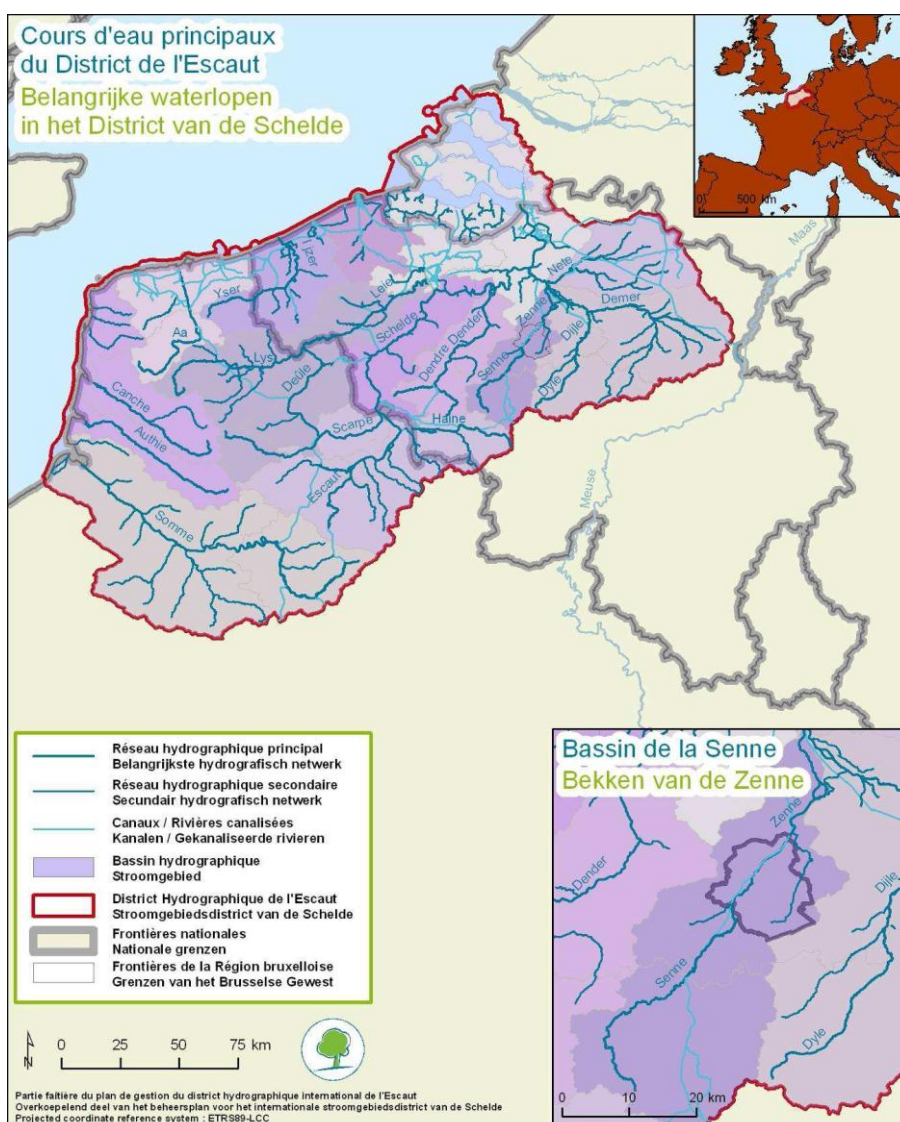 Cours d'eau principaux
du District de l'Escaut
Belangrijke waterlopen
in het District van de Schelde
0 500 km
Maas
Ijzer
Nete
Yser
Leie
Demer
Aa
Schelde
Zenne
Dijle
Lys
Dendre Dender
Senne
Deûle
Dyle
Canche
Scarpe
Haine
Authie
Escaut
Meuse
Somme
Réseau hydrographique principal
Belangrijkste hydrografisch netwerk
Réseau hydrographique secondaire
Secundair hydrografisch netwerk
Canaux / Rivières canalisées
Kanalen / Gekanaliseerde rivieren
Bassin hydrographique
Stroomgebied
District Hydrographique de l'Escaut
Stroomgebiedsdistrict van de Schelde
Frontières nationales
Nationale grenzen
Frontières de la Région bruxelloise
Grenzen van het Brusselse Gewest
N
0 25 50 75 km
Partie faîtière du plan de gestion du district hydrographique international de l'Escaut
Overkoepelend deel van het beheersplan voor het internationale stroomgebiedsdistrict van de Schelde
Projected coordinate reference system : ETRS89-LCC
Bassin de la Senne
Bekken van de Zenne
Zenne
Dender
Dijle
Senne
Dyle
0 10 20 km